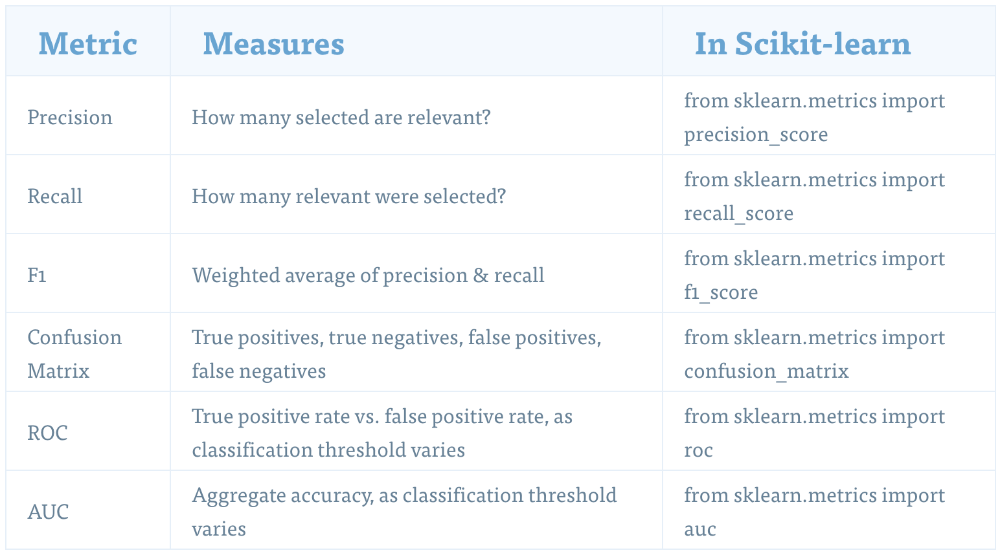 Metric
Measures
In Scikit-learn
Precision
How many selected are relevant?
from sklearn.metrics import
precision_score
Recall
How many relevant were selected?
from sklearn.metrics import
recall_score
F1
Weighted average of precision & recall
from sklearn.metrics import
f1_score
Confusion
Matrix
True positives, true negatives, false positives,
false negatives
from sklearn.metrics import
confusion_matrix
ROC
True positive rate vs. false positive rate, as
classification threshold varies
from sklearn.metrics import
roc
AUC
Aggregate accuracy, as classification threshold
varies
from sklearn.metrics import
auc